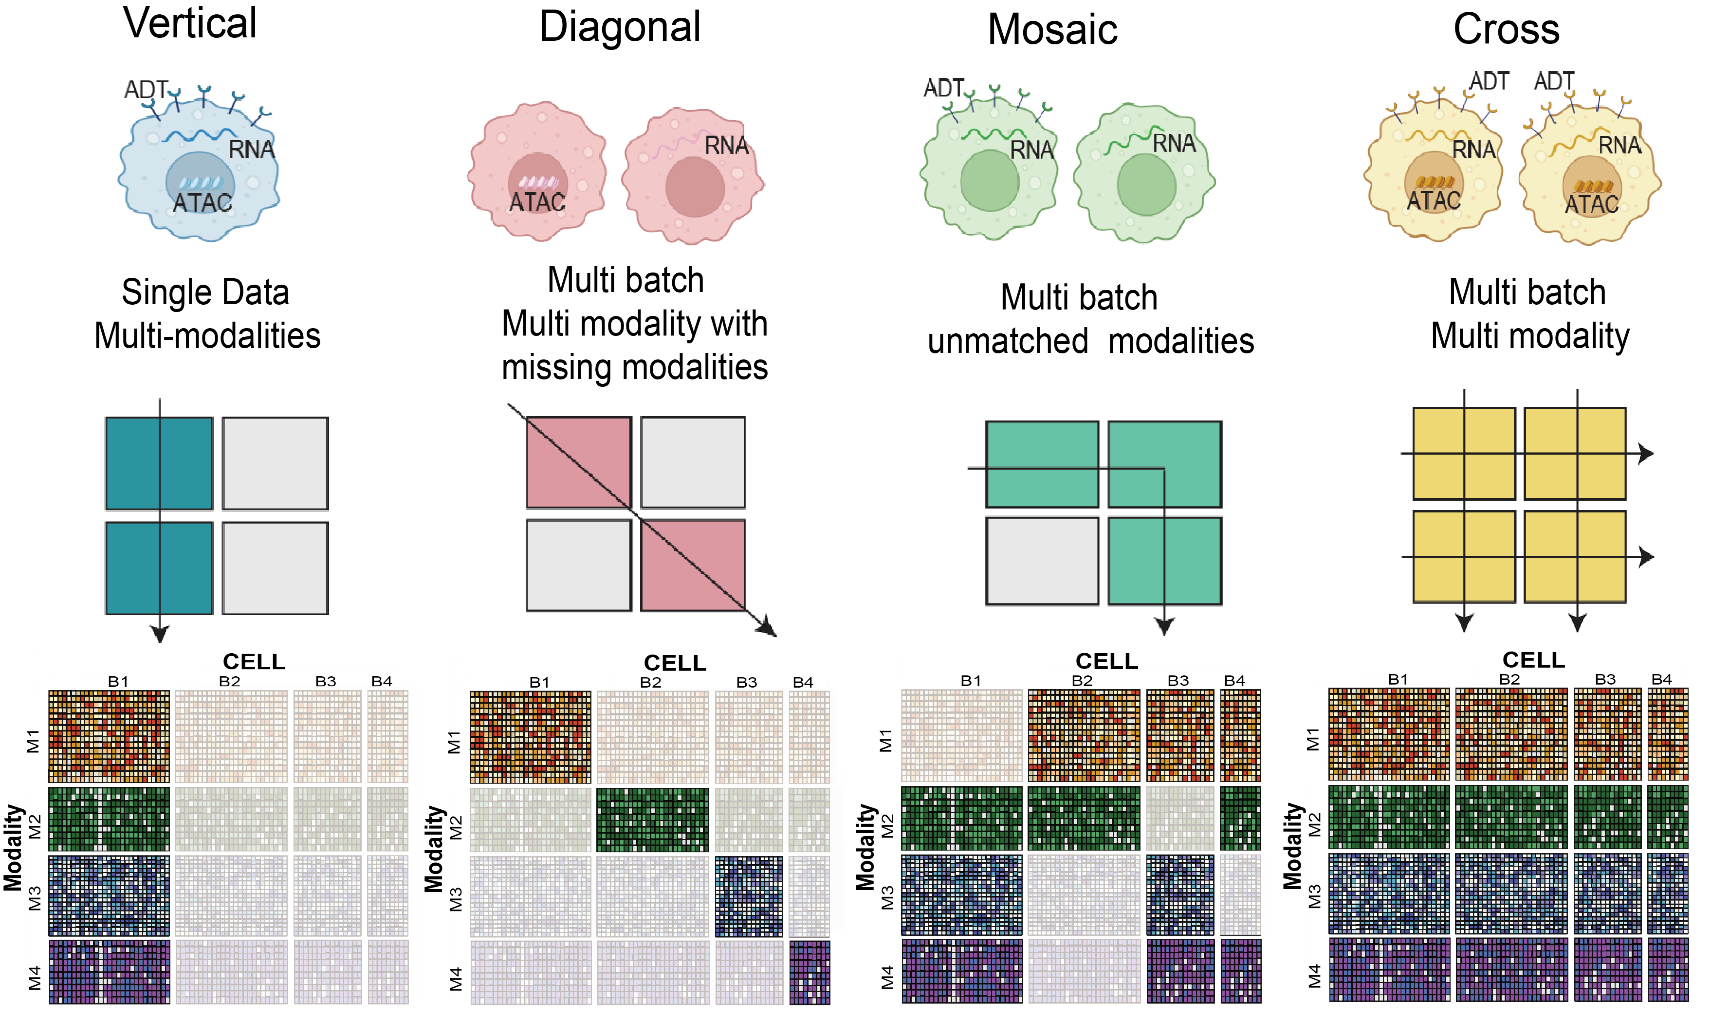 Vertical
Diagonal
Mosaic
Cross
ADT
RNA
ATAC
ATAC
RNA
ADT
RNA
RNA
ADT
RNA
ATAC
ADT
RNA
ATAC
Single Data
Multi-modalities
Multi batch
Multi modality with
missing modalities
Multi batch
unmatched modalities
Multi batch
Multi modality
CELL
B1 B2 B3 B4
Modality
M1
M2
M3
M4
CELL
B1 B2 B3 B4
Modality
M1
M2
M3
M4
CELL
B1 B2 B3 B4
Modality
M1
M2
M3
M4
CELL
B1 B2 B3 B4
Modality
M1
M2
M3
M4